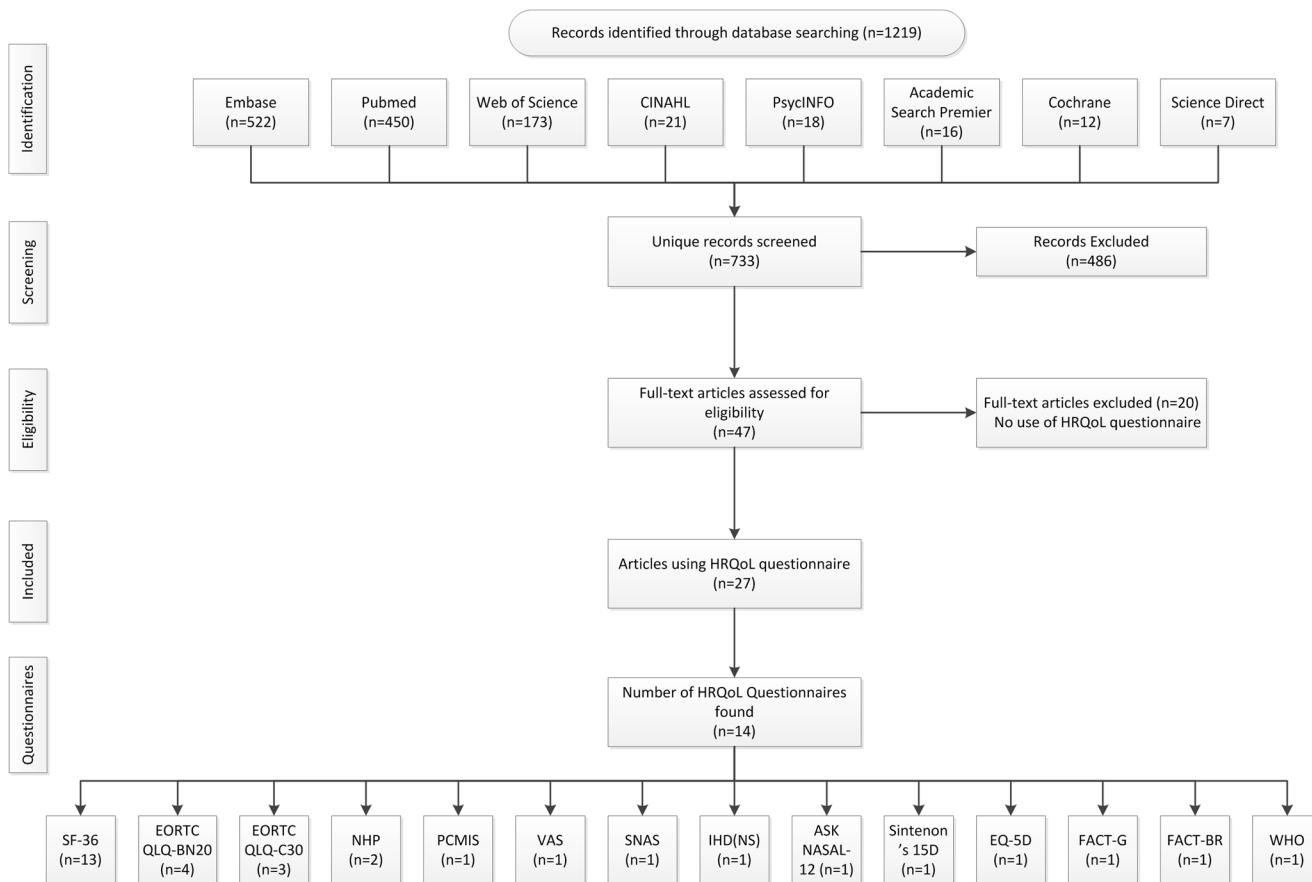 Records identified through database searching (n=1219)
Identification
Embase
(n=522)
Pubmed
(n=450)
Web of Science
(n=173)
CINAHL
(n=21)
PsycINFO
(n=18)
Academic
Search Premier
(n=16)
Cochrane
(n=12)
Science Direct
(n=7)
Screening
Unique records screened
(n=733)
Records Excluded
(n=486)
Eligibility
Full-text articles assessed for
eligibility
(n=47)
Full-text articles excluded (n=20)
No use of HRQoL questionnaire
Included
Articles using HRQoL questionnaire
(n=27)
Questionnaires
Number of HRQoL Questionnaires
found
(n=14)
SF-36
(n=13)
EORTC
QLQ-BN20
(n=4)
EORTC
QLQ-C30
(n=3)
NHP
(n=2)
PCMIS
(n=1)
VAS
(n=1)
SNAS
(n=1)
IHD(NS)
(n=1)
ASK
NASAL-
12 (n=1)
Sintenon
's 15D
(n=1)
EQ-5D
(n=1)
FACT-G
(n=1)
FACT-BR
(n=1)
WHO
(n=1)